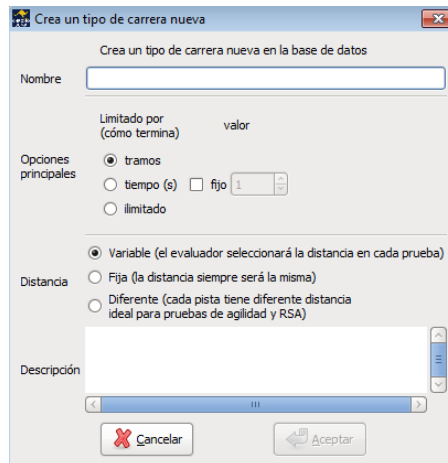 Crea un tipo de carrera nueva
Crea un tipo de carrera nueva en la base de datos
Nombre
Limitado por
(cómo termina)
valor
Opciones
principales
tramos
tiempo (s)
fijo
1
ilimitado
Distancia
Variable (el evaluador seleccionará la distancia en cada prueba)
Fija (la distancia siempre será la misma)
Diferente (cada pista tiene diferente distancia
ideal para pruebas de agilidad y RSA)
Descripción
Cancelar
Aceptar